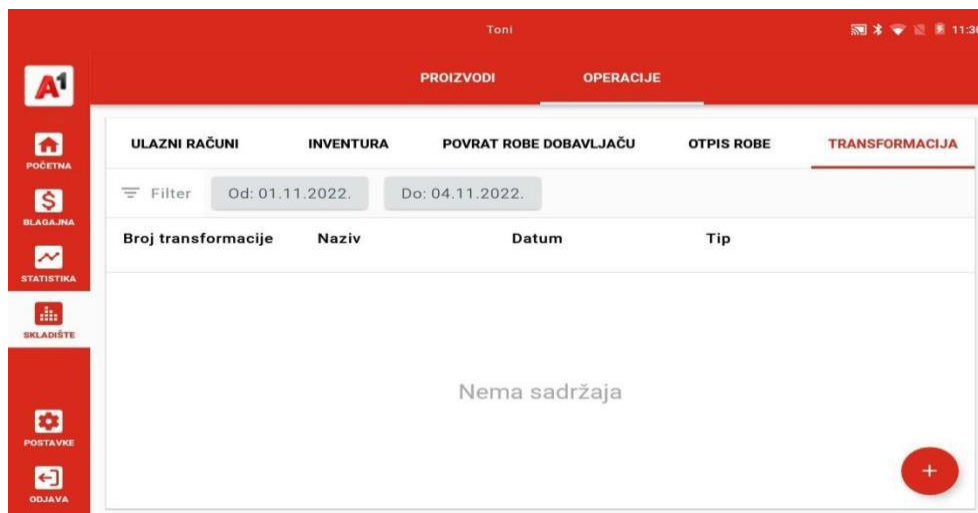 Toni
11:36
A1
PROIZVODI OPERACIJE
POČETNA
BLAGAJNA
STATISTIKA
SKLADIŠTE
POSTAVKE
ODJAVA
ULAZNI RAČUNI INVENTURA POVRAT ROBE DOBAVLJAČU OTPIS ROBE TRANSFORMACIJA
Filter Od: 01.11.2022. Do: 04.11.2022.
Broj transformacije Naziv Datum Tip
Nema sadržaja
+